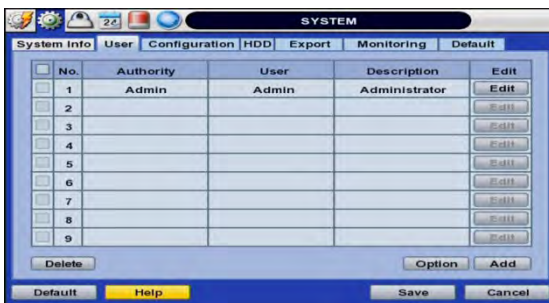 SYSTEM
System Info User Configuration HDD Export Monitoring Default
No. Authority User Description Edit
1 Admin Admin Administrator Edit
2 Edit
3 Edit
4 Edit
5 Edit
6 Edit
7 Edit
8 Edit
9 Edit
Delete Option Add
Default Help Save Cancel